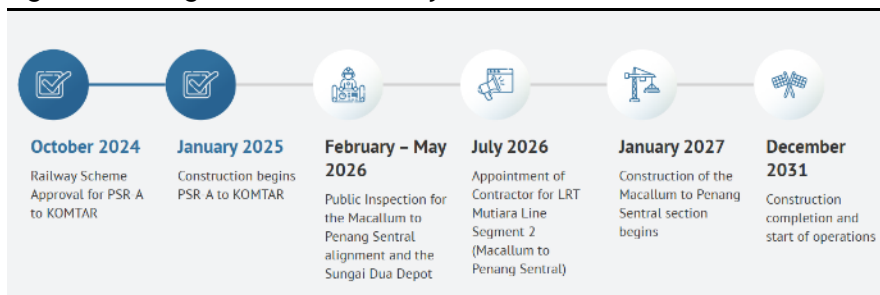 October 2024
Railway Scheme
Approval for PSR-A
to KOMTAR
January 2025
Construction begins
PSR-A to KOMTAR
February – May
2026
Public Inspection for
the Macallum to
Penang Sentral
alignment and the
Sungai Dua Depot
July 2026
Appointment of
Contractor for LRT
Mutiara Line
Segment 2
(Macallum to
Penang Sentral)
January 2027
Construction of the
Macallum to Penang
Sentral section
begins
December
2031
Construction
completion and
start of operations